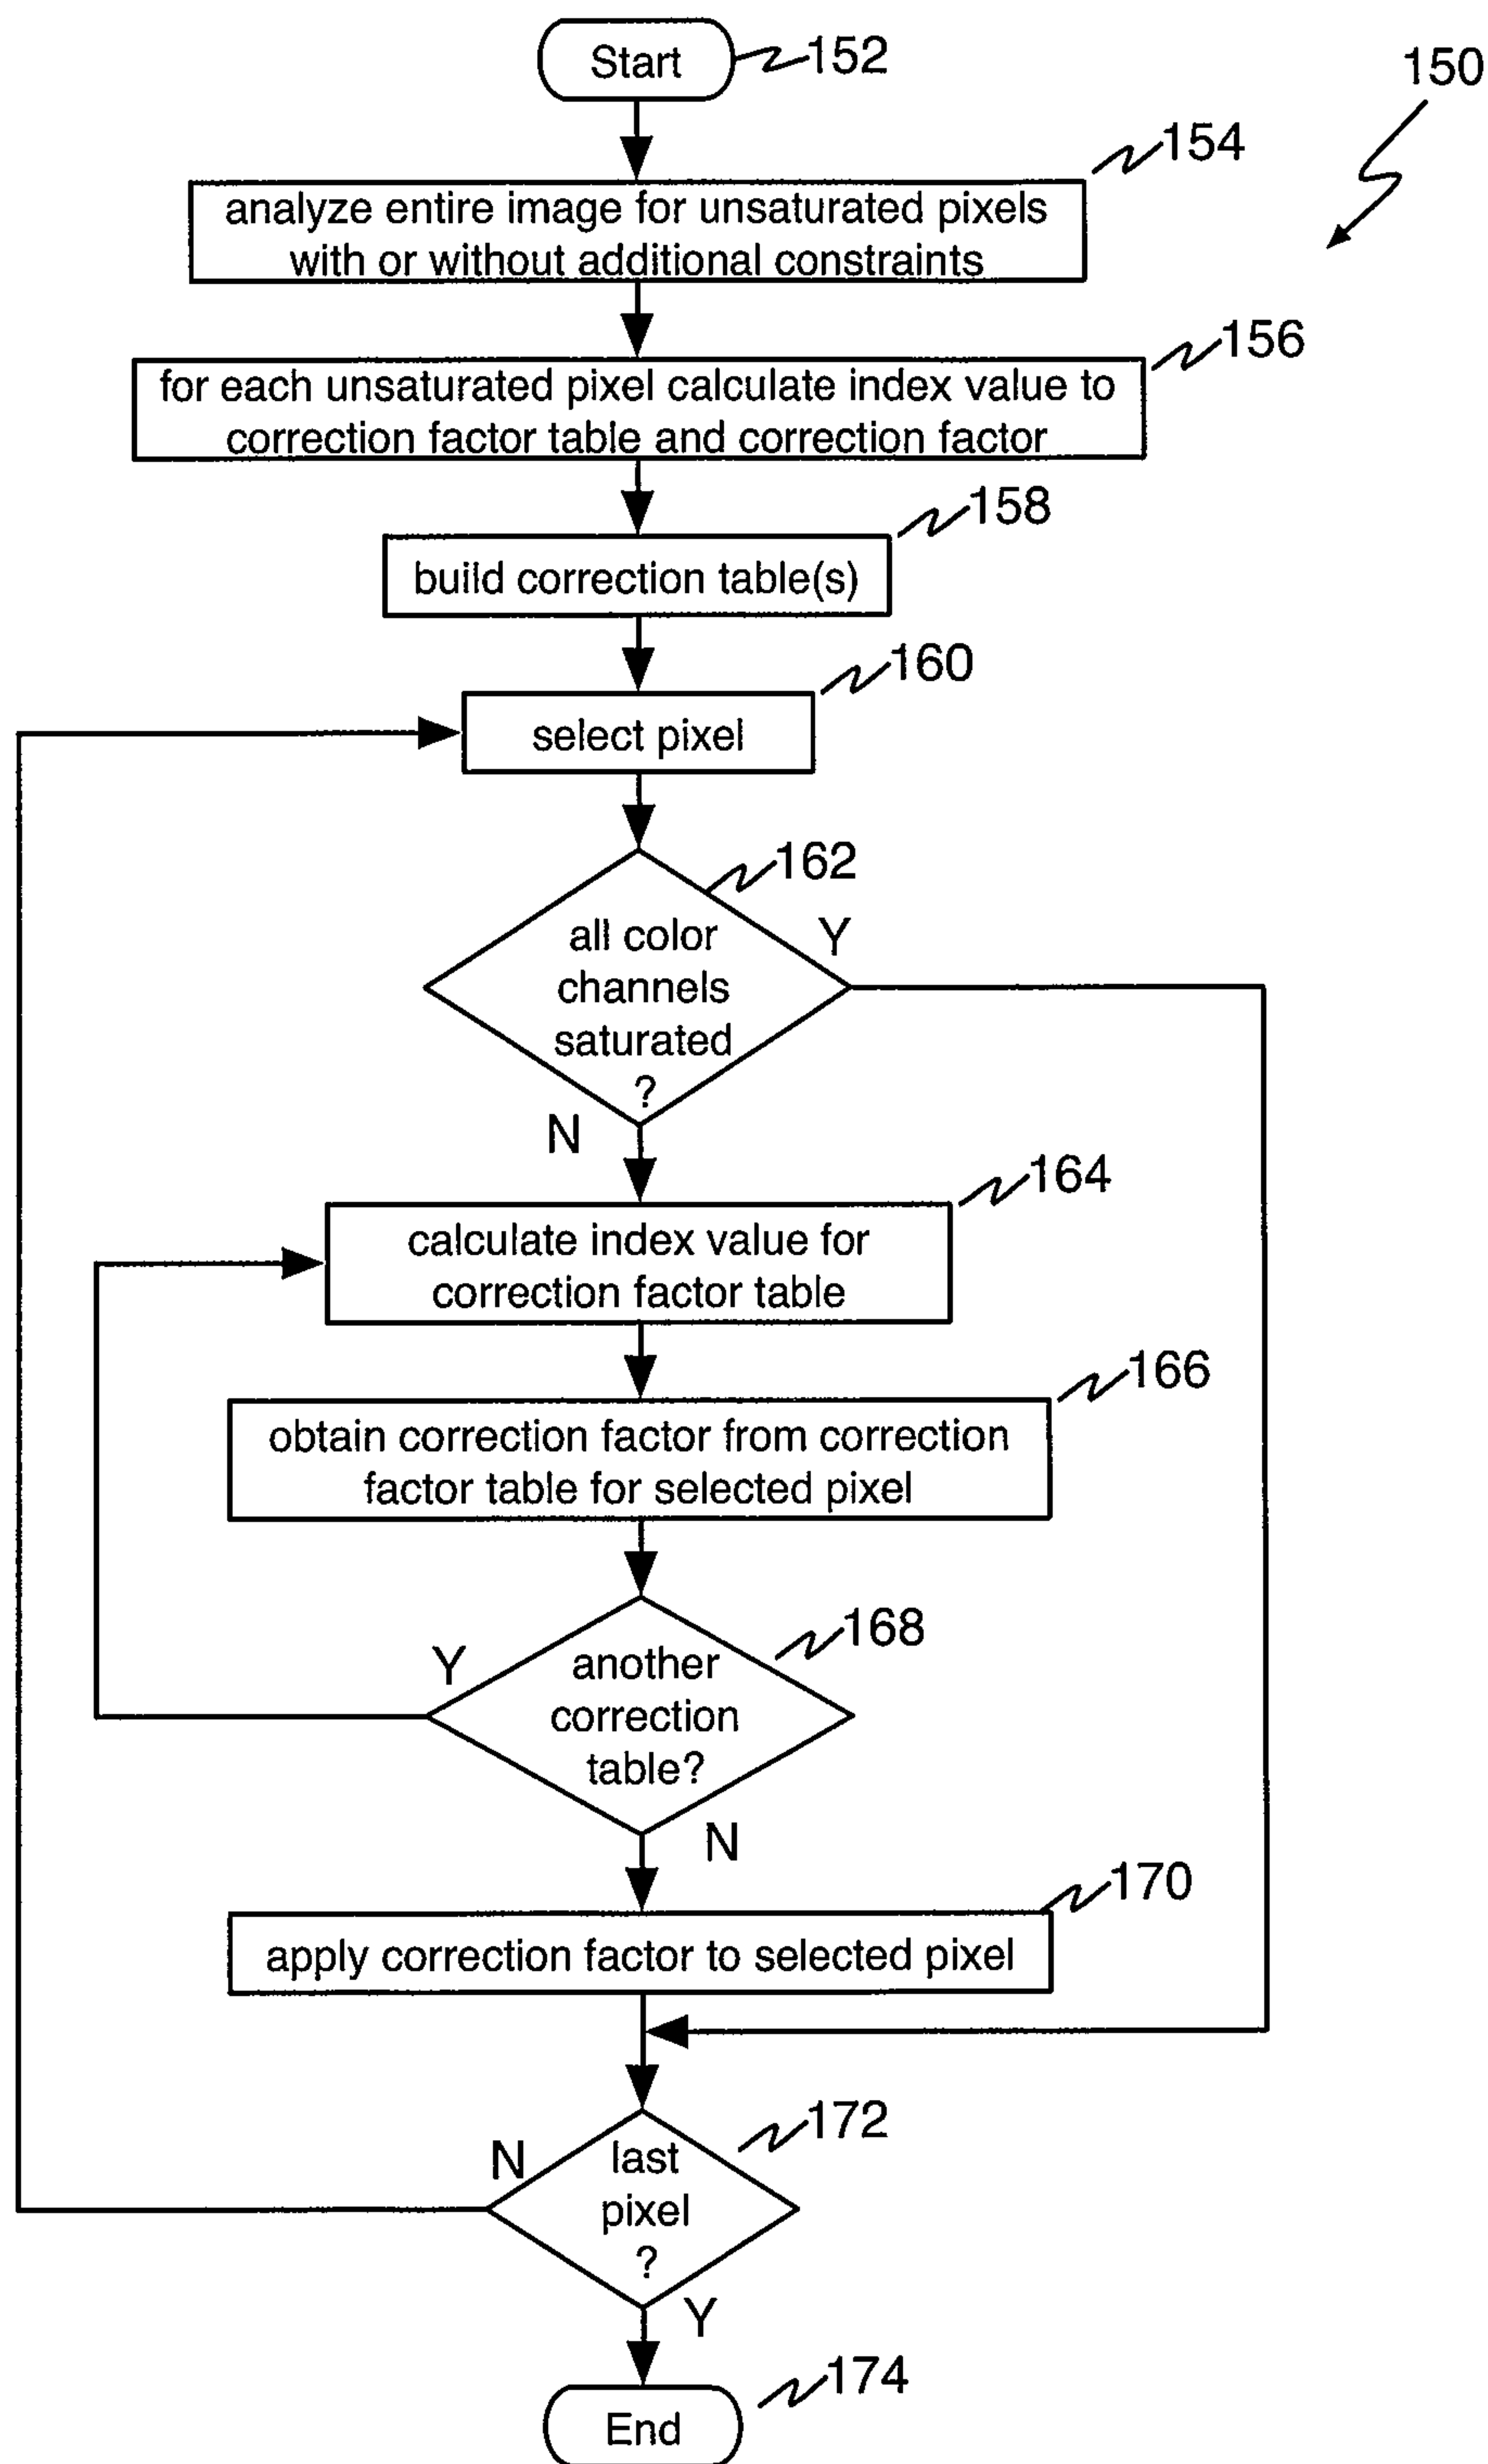 Start
152
150
154
analyze entire image for unsaturated pixels
with or without additional constraints
156
for each unsaturated pixel calculate index value to
correction factor table and correction factor
158
build correction table(s)
160
select pixel
162
all color
channels
saturated
?
Y
N
164
calculate index value for
correction factor table
166
obtain correction factor from correction
factor table for selected pixel
168
Y
another
correction
table?
N
170
apply correction factor to selected pixel
172
N
last
pixel
?
Y
174
End